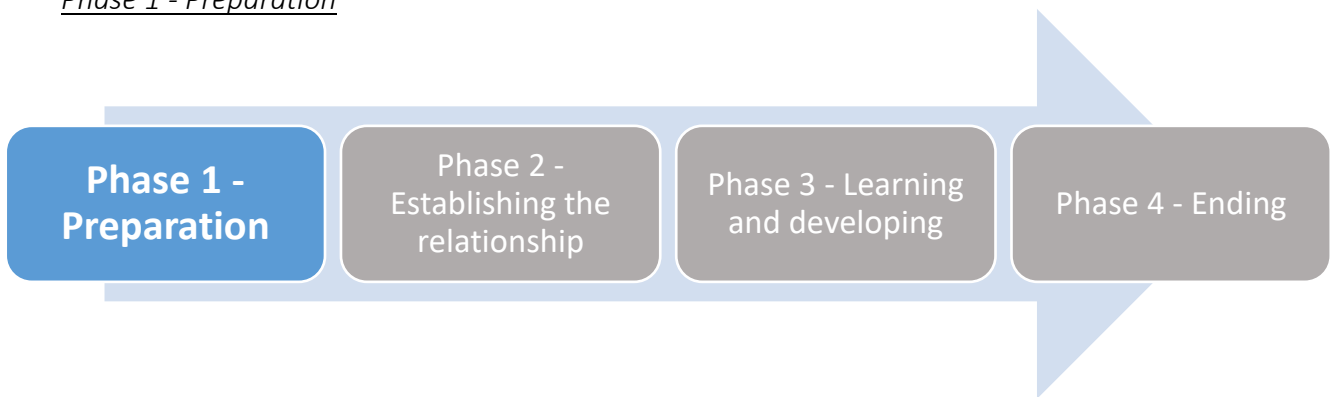 Phase 1 - Preparation
Phase 1 -
Preparation
Phase 2 -
Establishing the
relationship
Phase 3 - Learning
and developing
Phase 4 - Ending